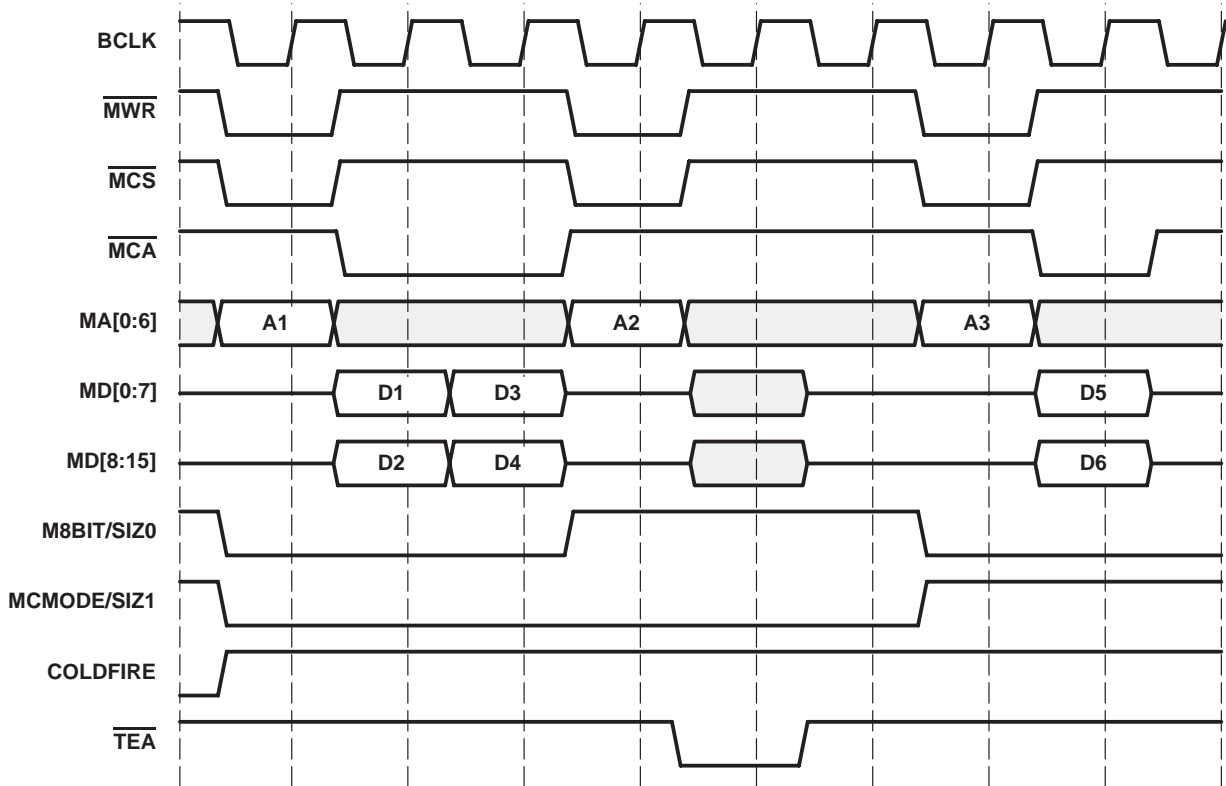 BCLK
MWR
MCS
MCA
MA[0:6] A1 A2 A3
MD[0:7] D1 D3 D5
MD[8:15] D2 D4 D6
M8BIT/SIZ0
MCMODE/SIZ1
COLDFIRE
TEA